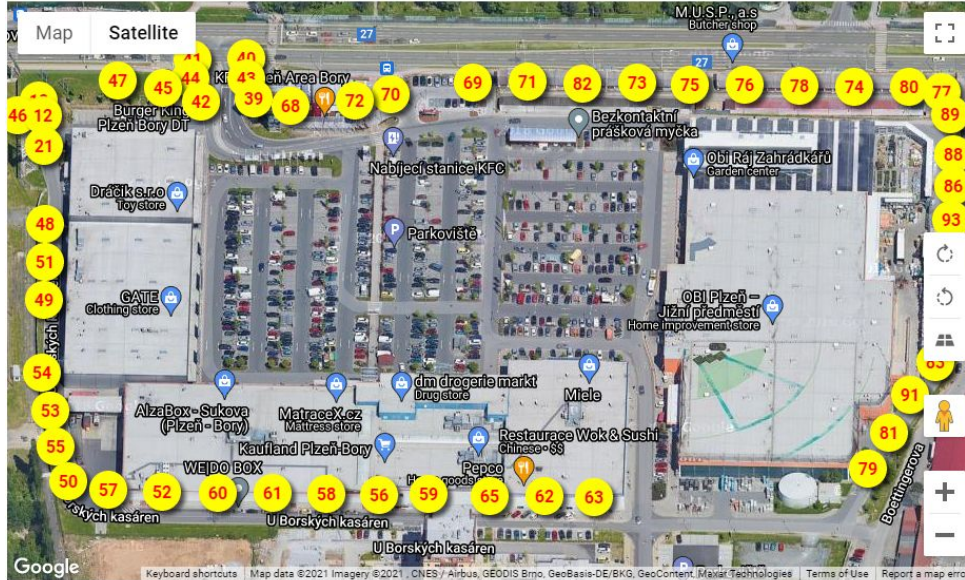 M.U.S.P., a.s
Butcher shop
Map
Satellite
27
27
41
40
47
44
43
45
42
39
KFC Plzeň Area Bory
68
72
70
69
71
82
73
75
76
78
74
80
77
46
12
21
Burger King
Plzeň Bory DT
89
Bezkontaktní
prášková myčka
Nabíjecí stanice KFC
Obi Ráj Zahrádkářů
Garden center
88
86
93
Dráčik s.r.o
Toy store
48
P
Parkoviště
51
49
GATE
Clothing store
OBI Plzeň –
Jižní předměstí
Home improvement store
54
53
55
AlzaBox - Sukova
(Plzeň - Bory)
MatraceX.cz
Mattress store
dm drogerie markt
Drug store
Miele
85
91
81
79
Kaufland Plzeň-Bory
Restaurace Wok & Sushi
Chinese • $$
Pepco
WE|DO BOX
50
57
52
60
61
58
56
59
65
62
63
U Borských kasáren
U Borských kasáren
Boettingerova
Google
Keyboard shortcuts
Map data ©2021 Imagery ©2021 , CNES / Airbus, GEODIS Brno, GeoBasis-DE/BKG, GeoContent, Maxar Technologies
Terms of Use
Report a map